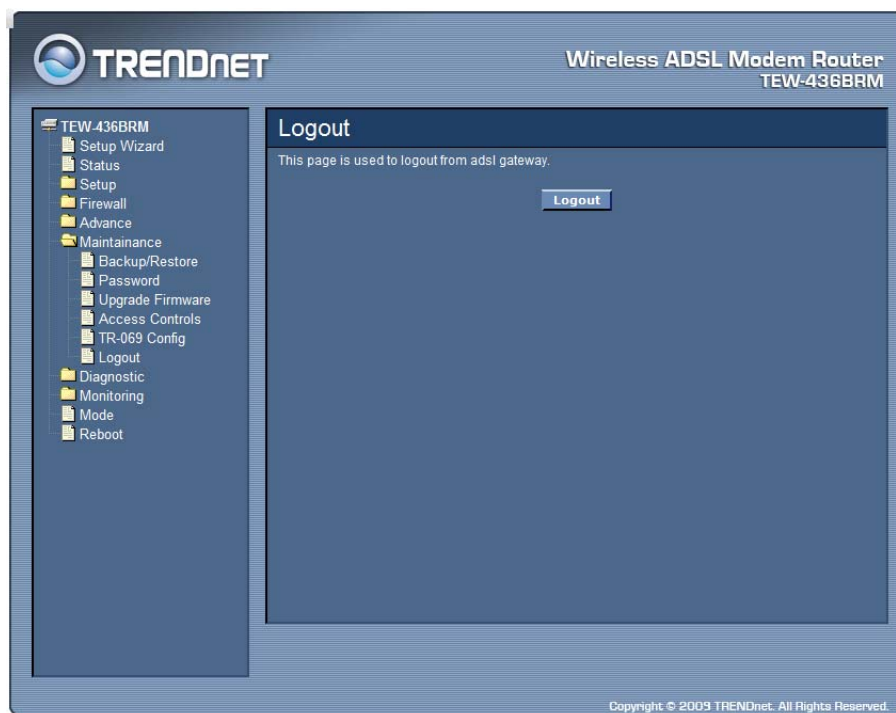 TRENDNET
Wireless ADSL Modem Router
TEW-436BRM
TEW-436BRM
Setup Wizard
Status
Setup
Firewall
Advance
Maintainance
Backup/Restore
Password
Upgrade Firmware
Access Controls
TR-069 Config
Logout
Diagnostic
Monitoring
Mode
Reboot
Logout
This page is used to logout from adsl gateway.
Logout
Copyright © 2009 TRENDnet. All Rights Reserved.